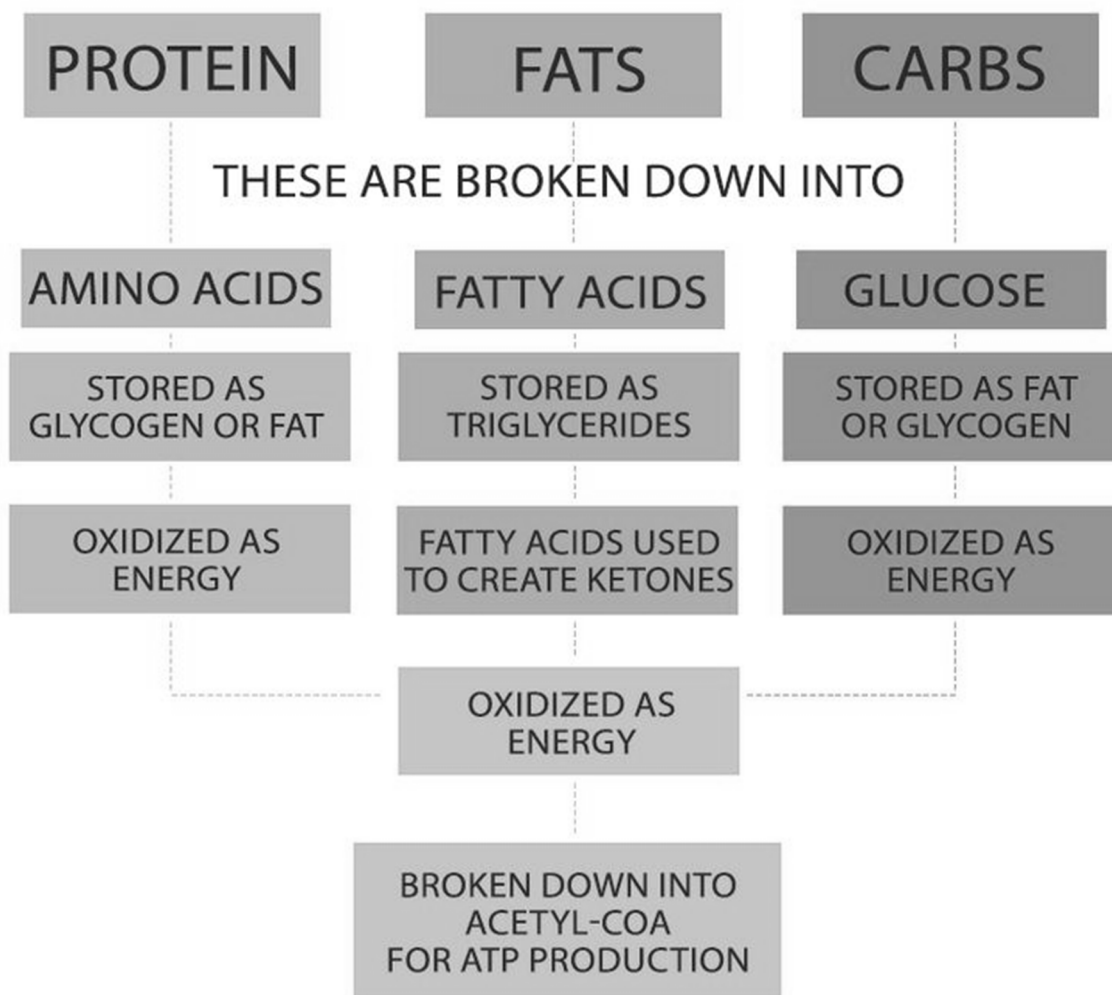 PROTEIN
FATS
CARBS
THESE ARE BROKEN DOWN INTO
AMINO ACIDS
FATTY ACIDS
GLUCOSE
STORED AS
GLYCOGEN OR FAT
STORED AS
TRIGLYCERIDES
STORED AS FAT
OR GLYCOGEN
OXIDIZED AS
ENERGY
FATTY ACIDS USED
TO CREATE KETONES
OXIDIZED AS
ENERGY
OXIDIZED AS
ENERGY
BROKEN DOWN INTO
ACETYL-COA
FOR ATP PRODUCTION